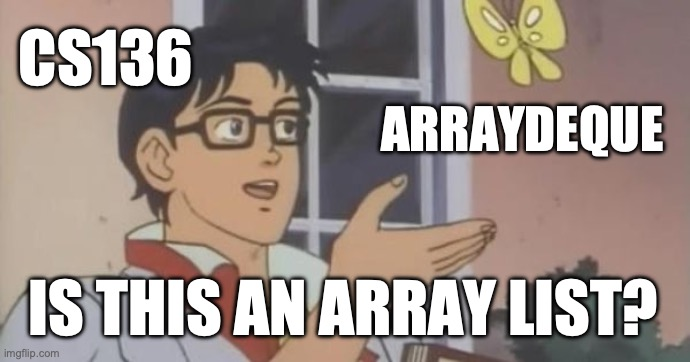 CS136
ARRAYDEQUE
IS THIS AN ARRAY LIST?
imgflip.com